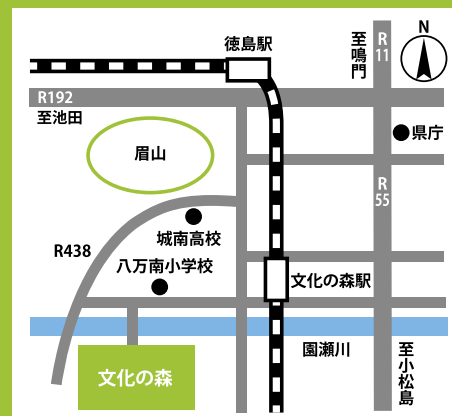 徳島駅
至鳴門
R
11
N
R192
至池田
県庁
眉山
R
55
城南高校
R438
八万南小学校
文化の森駅
園瀬川
至小松島
文化の森